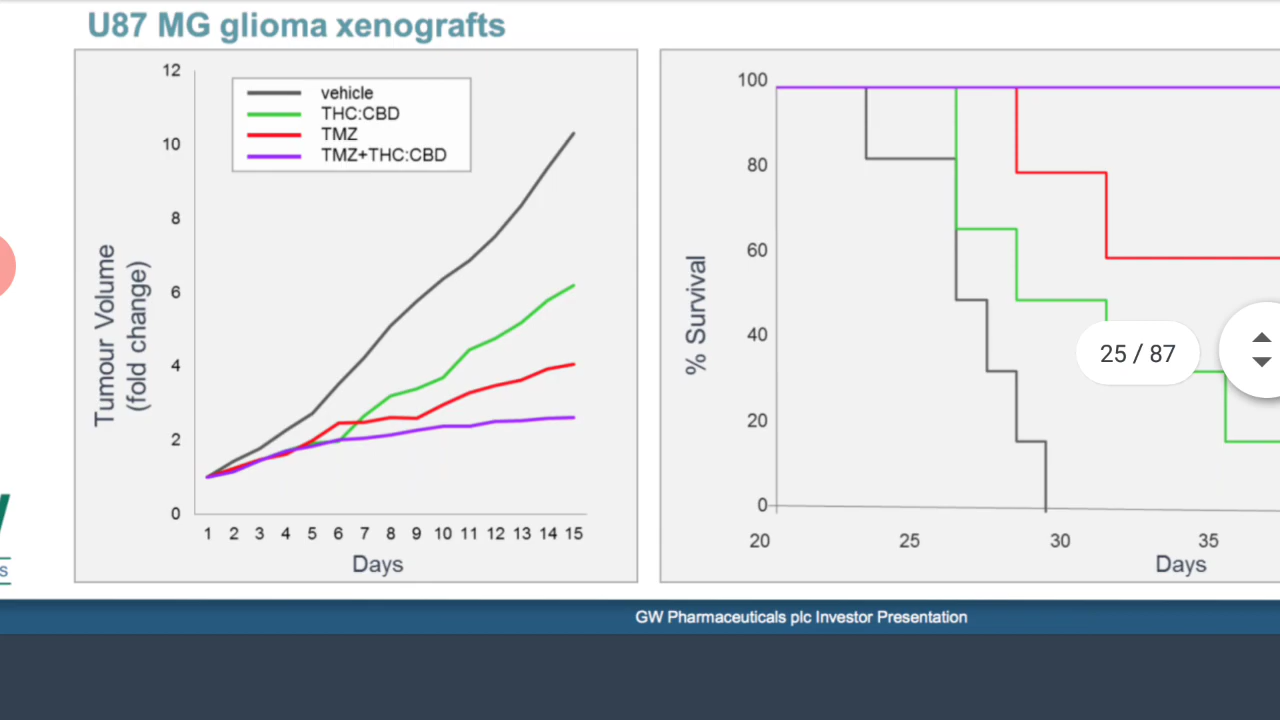 U87 MG glioma xenografts
12
10
8
6
4
2
0
Tumour Volume
(fold change)
vehicle
THC:CBD
TMZ
TMZ+THC:CBD
1 2 3 4 5 6 7 8 9 10 11 12 13 14 15
Days
100
80
60
40
20
0
% Survival
20 25 30 35
Days
25 / 87
s
GW Pharmaceuticals plc Investor Presentation